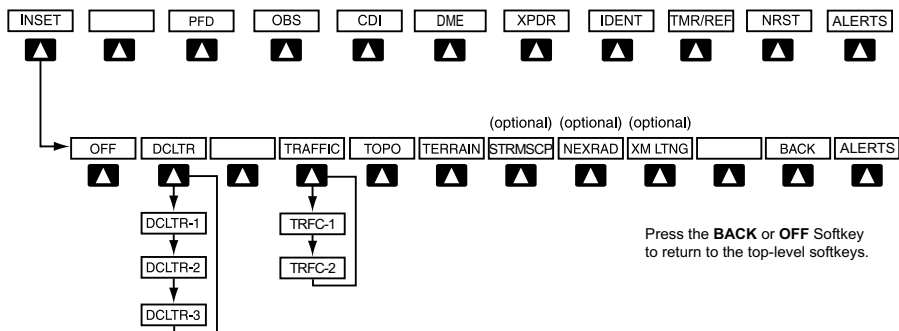 INSET PFD OBS CDI DME XPDR IDENT TMR/REF NRST ALERTS
(optional) (optional) (optional)
OFF DCLTR TRAFFIC TOPO TERRAIN STRMSCP NEXRAD XM LTNG BACK ALERTS
DCLTR-1 TRFC-1
DCLTR-2 TRFC-2
DCLTR-3
Press the BACK or OFF Softkey
to return to the top-level softkeys.